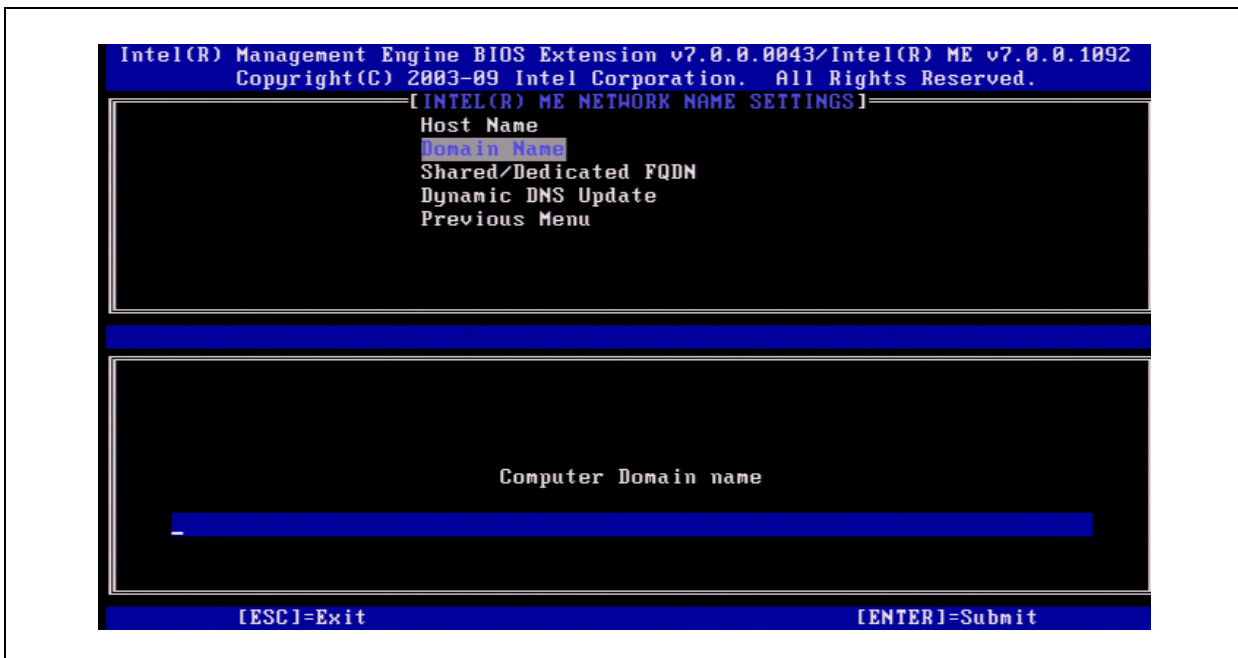 Intel(R) Management Engine BIOS Extension v7.0.0.0043/Intel(R) ME v7.0.0.1092
Copyright(C) 2003-09 Intel Corporation. All Rights Reserved.
[INTEL(R) ME NETWORK NAME SETTINGS]
Host Name
Domain Name
Shared/Dedicated FQDN
Dynamic DNS Update
Previous Menu
Computer Domain name
[ESC]=Exit [ENTER]=Submit